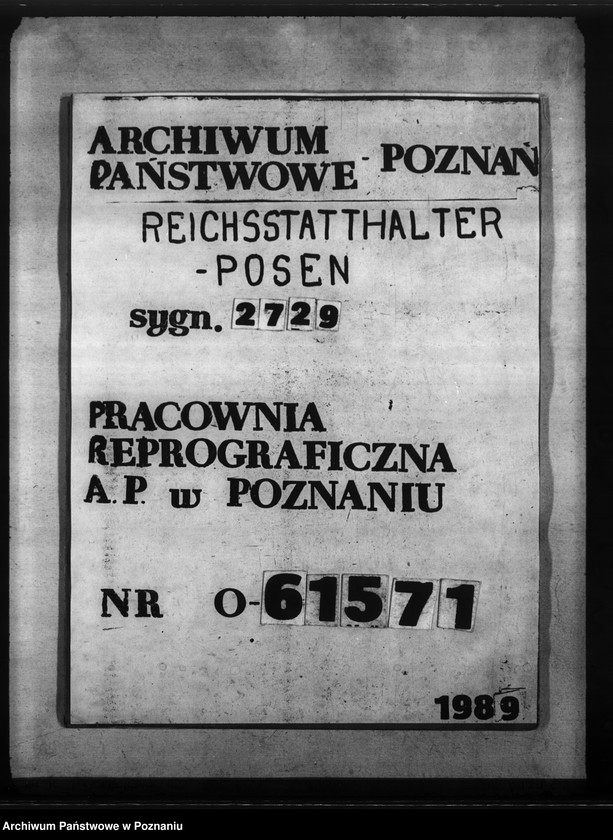 ARCHIWUM
PAŃSTWOWE - POZNAŃ
REICHSSTATTHALTER
-POSEN
sygn. 2729
PRACOWNIA
REPROGRAFICZNA
A.P. w POZNANIU
NR O-61571
1989
Archiwum Państwowe w Poznaniu